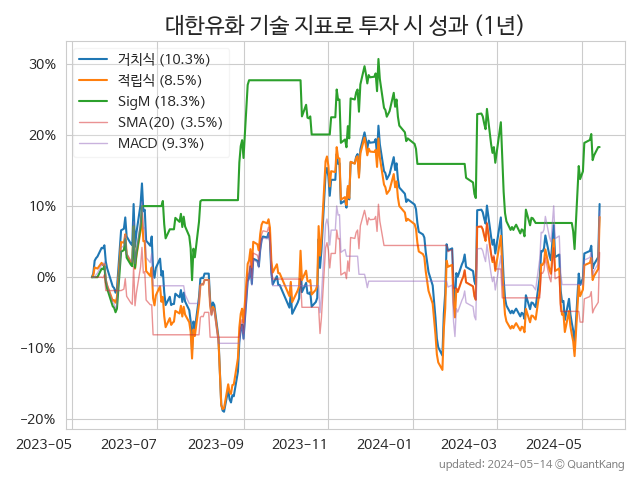 대한유화 기술 지표로 투자 시 성과 (1년)
거치식 (10.3%)
적립식 (8.5%)
SigM (18.3%)
SMA(20) (3.5%)
MACD (9.3%)
30%
20%
10%
0%
−10%
−20%
2023-05
2023-07
2023-09
2023-11
2024-01
2024-03
2024-05
updated: 2024-05-14 © QuantKang